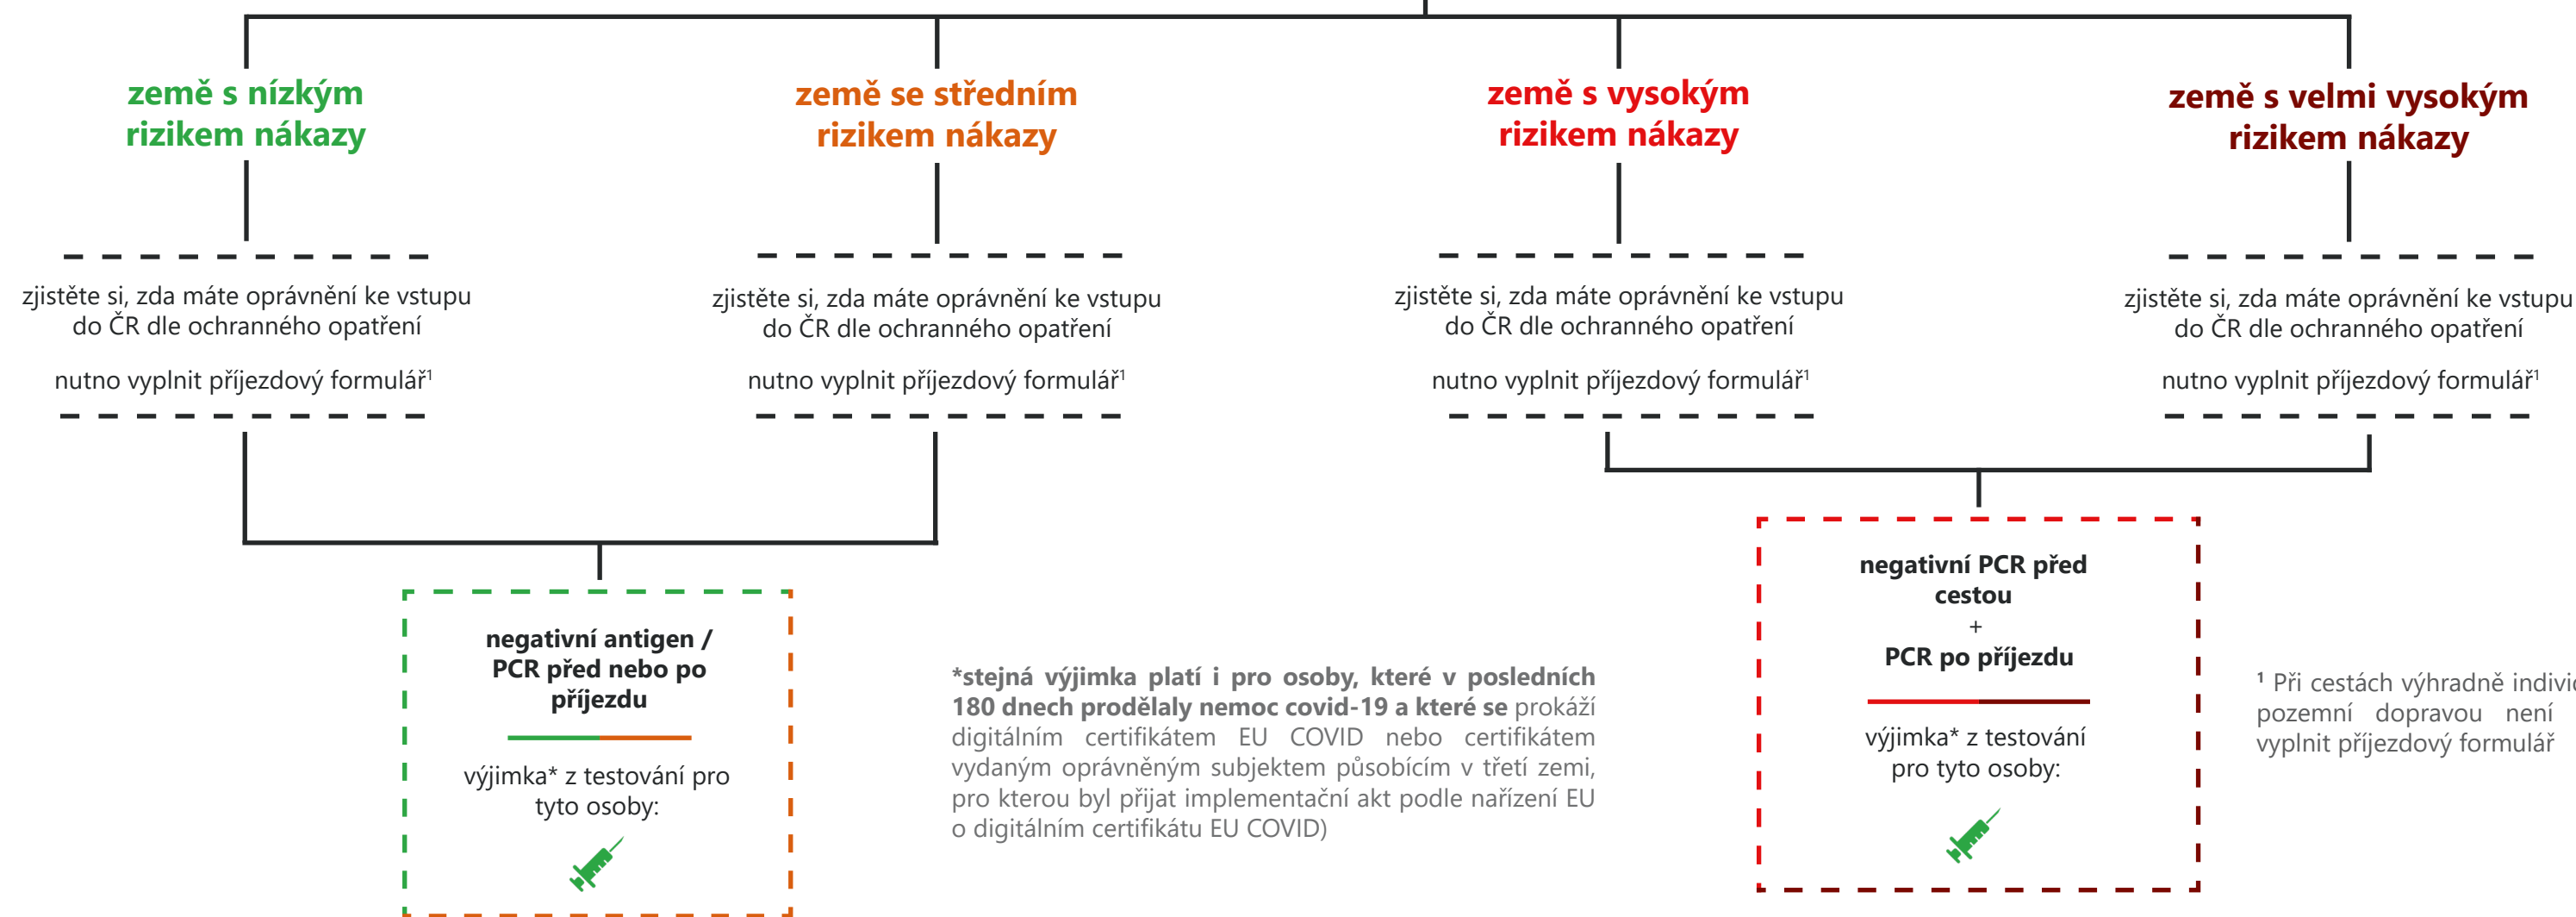 země s nízkým
rizikem nákazy
zjistěte si, zda máte oprávnění ke vstupu
do ČR dle ochranného opatření
nutno vyplnit příjezdový formulář¹
země se středním
rizikem nákazy
zjistěte si, zda máte oprávnění ke vstupu
do ČR dle ochranného opatření
nutno vyplnit příjezdový formulář¹
země s vysokým
rizikem nákazy
zjistěte si, zda máte oprávnění ke vstupu
do ČR dle ochranného opatření
nutno vyplnit příjezdový formulář¹
země s velmi vysokým
rizikem nákazy
zjistěte si, zda máte oprávnění ke vstupu
do ČR dle ochranného opatření
nutno vyplnit příjezdový formulář¹
negativní antigen /
PCR před nebo po
příjezdu
výjimka* z testování pro
tyto osoby:
*stejná výjimka platí i pro osoby, které v posledních
180 dnech prodělaly nemoc covid-19 a které se prokáží
digitálním certifikátem EU COVID nebo certifikátem
vydaným oprávněným subjektem působícím v třetí zemi,
pro kterou byl přijat implementační akt podle nařízení EU
o digitálním certifikátu EU COVID)
negativní PCR před
cestou
+
PCR po příjezdu
výjimka* z testování
pro tyto osoby:
¹ Při cestách výhradně
pozemní dopravou není
vyplnit příjezdový formulář